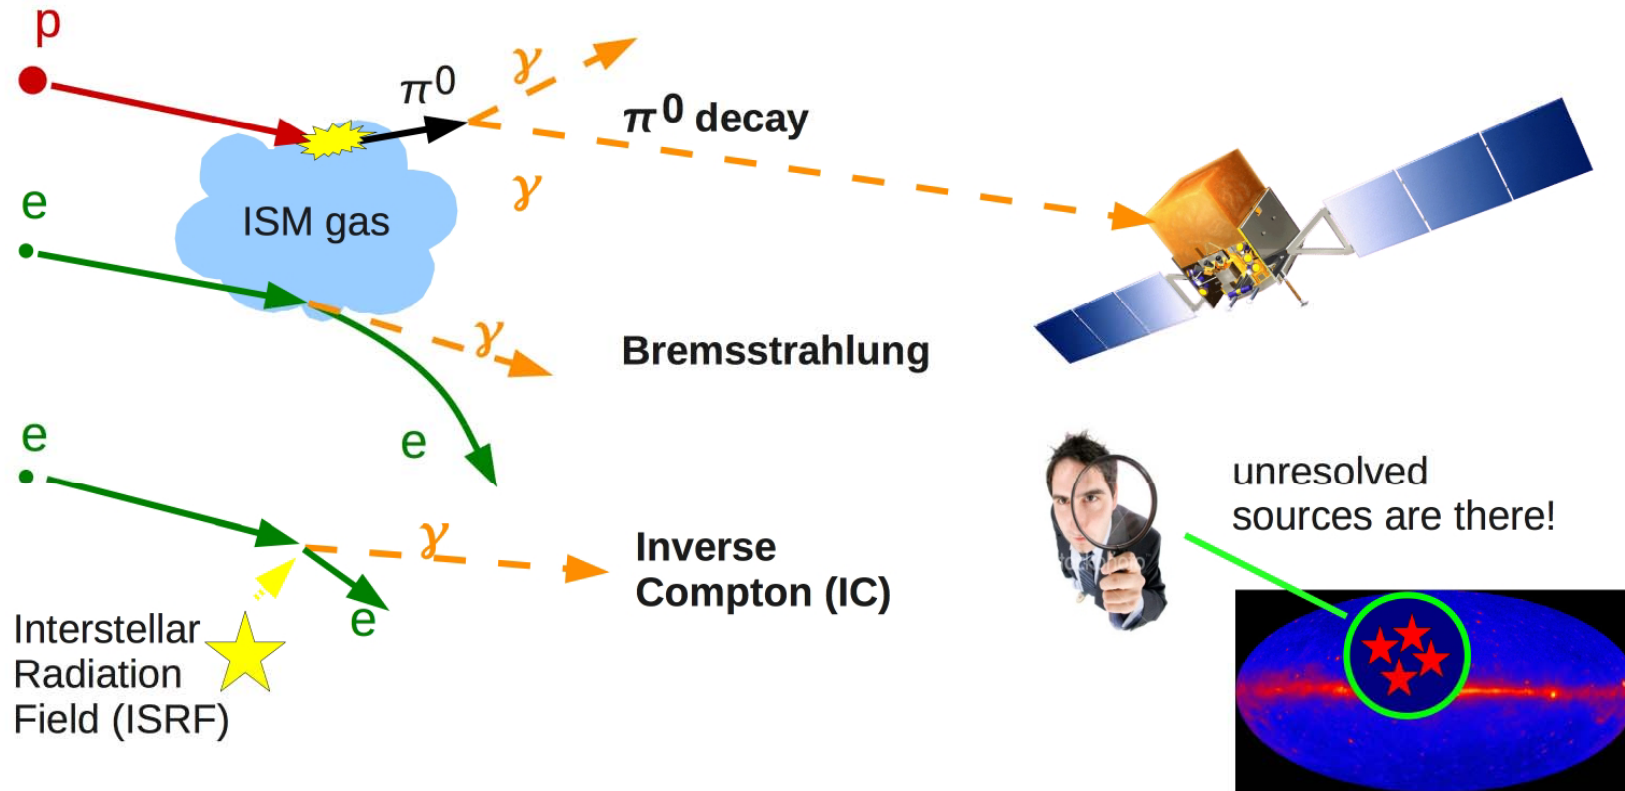 p
π⁰
γ
π⁰ decay
γ
e
ISM gas
γ
Bremsstrahlung
e
e
γ
Inverse
Compton (IC)
e
Interstellar
Radiation
Field (ISRF)
unresolved
sources are there!